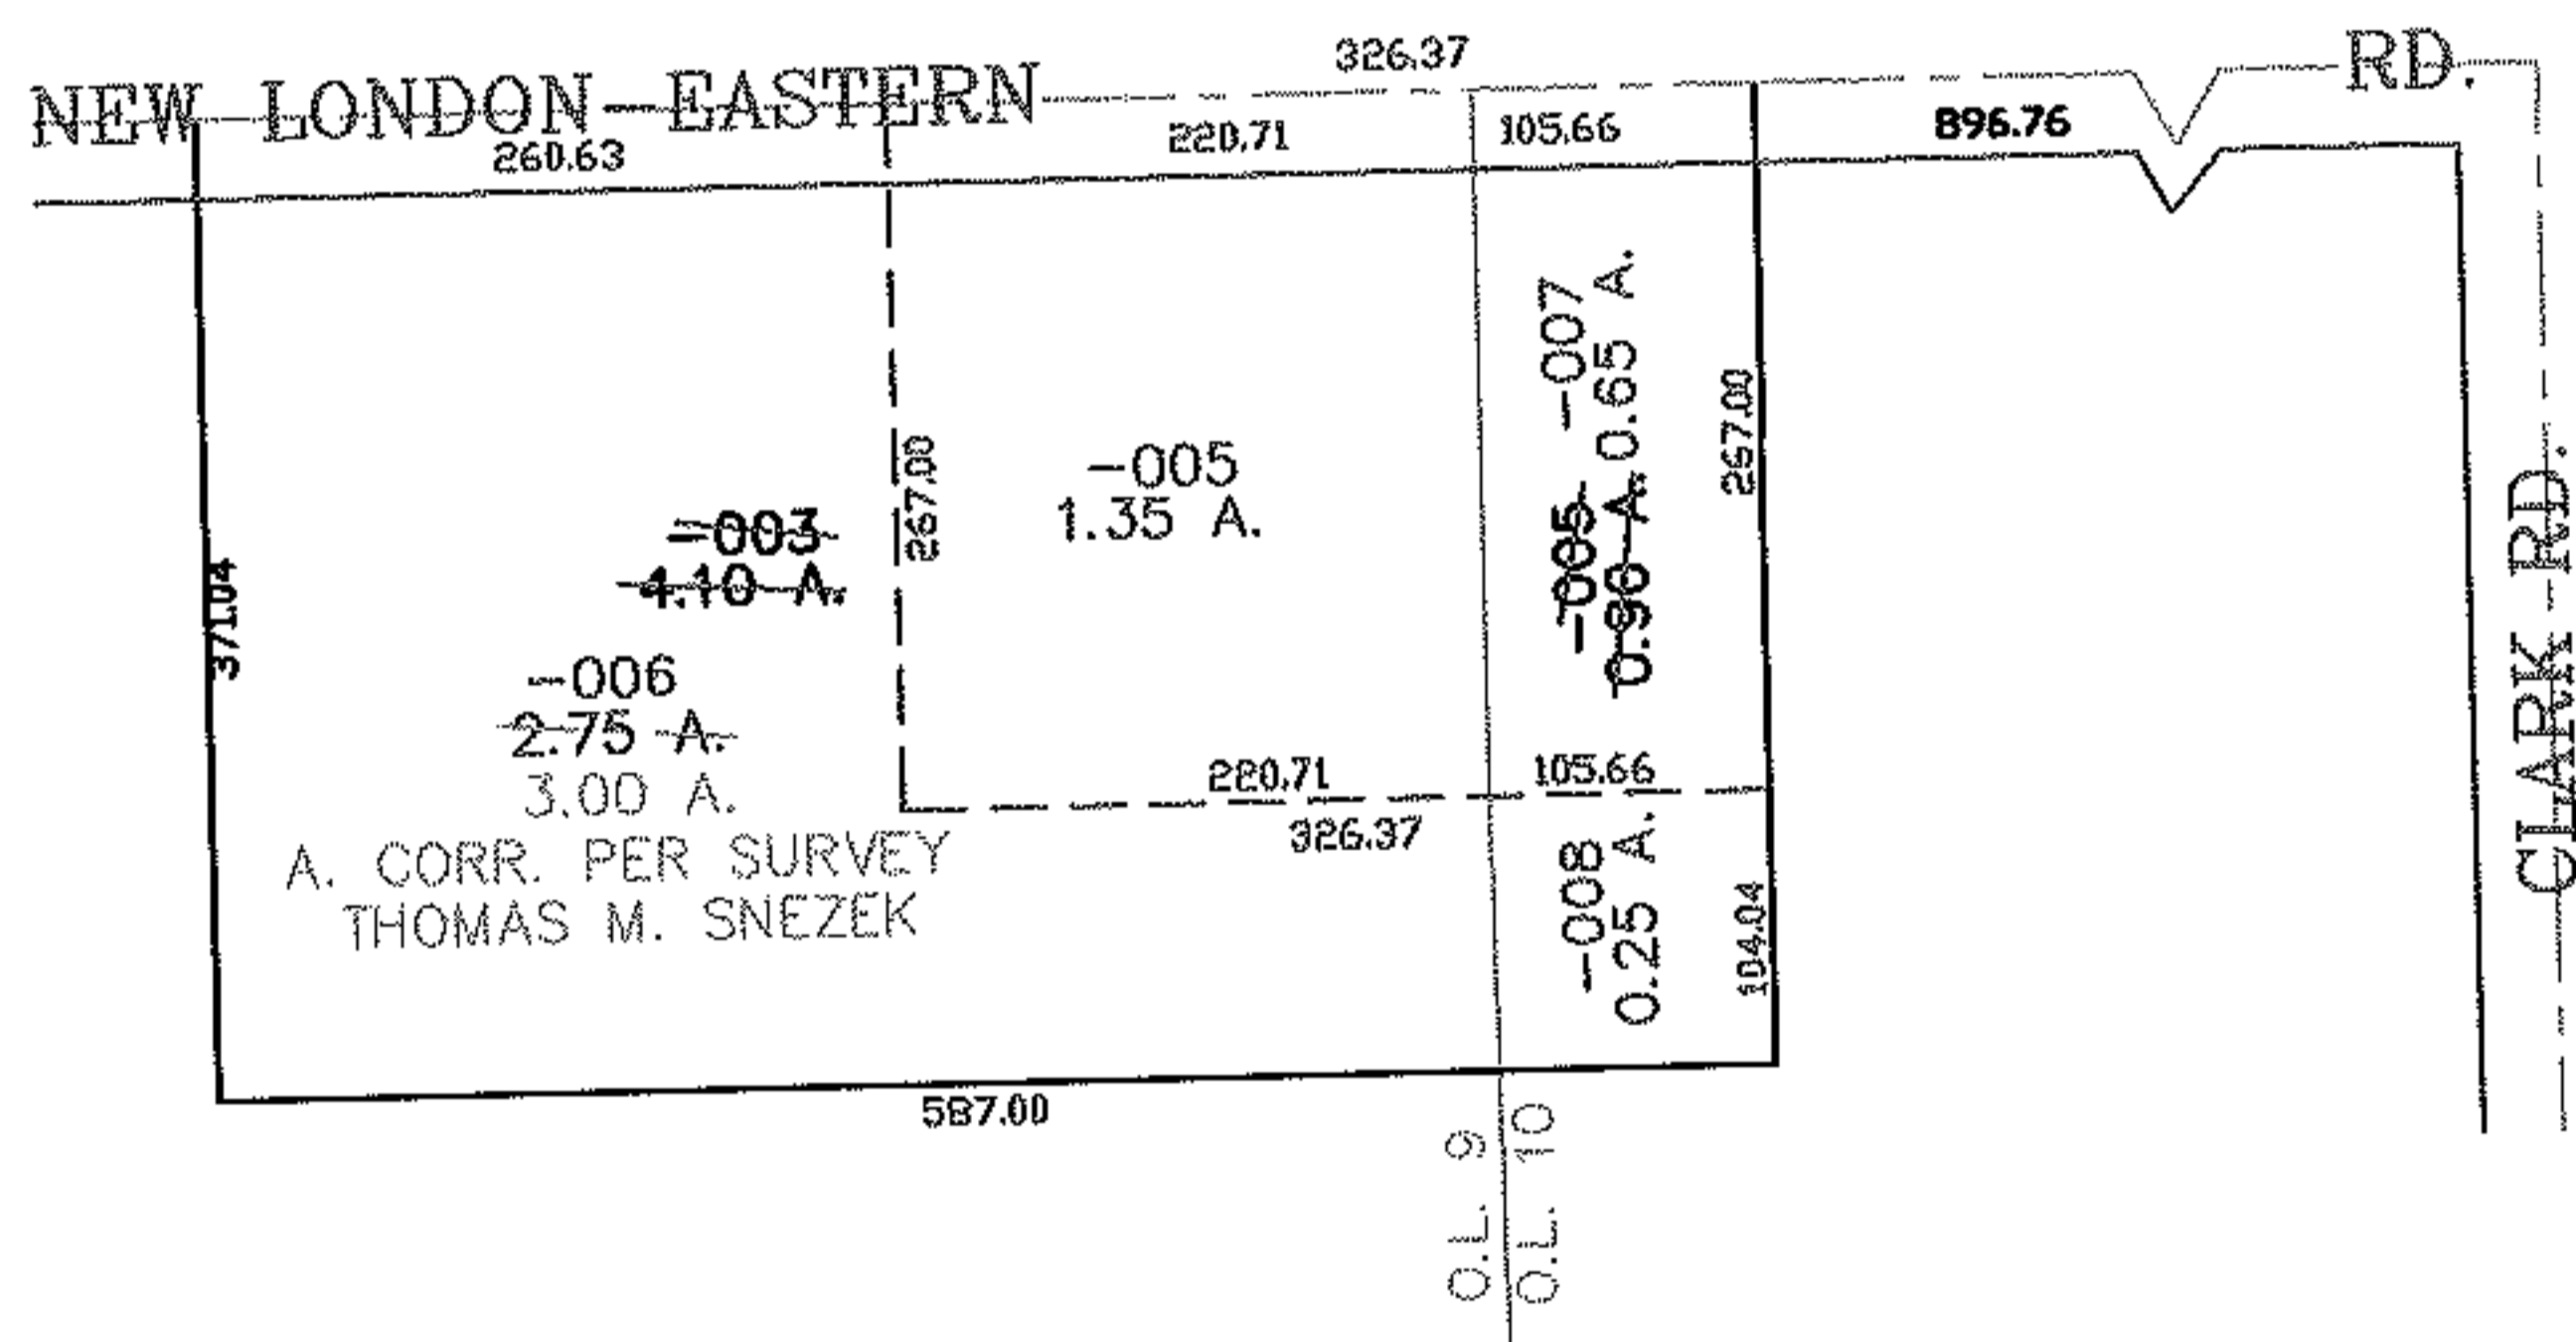 NEW LONDON EASTERN RD.
326.37
260.63
220.71
105.66
896.76
371.04
-003
4.10 A.
-006
2.75 A.
3.00 A.
A. CORR. PER SURVEY
THOMAS M. SNEZEK
267.00
-005
1.35 A.
-005 -007
0.90 A. 0.65 A.
267.00
220.71
105.66
326.37
-008
0.25 A.
104.04
587.00
O.L. 9
O.L. 10
CLARK RD.